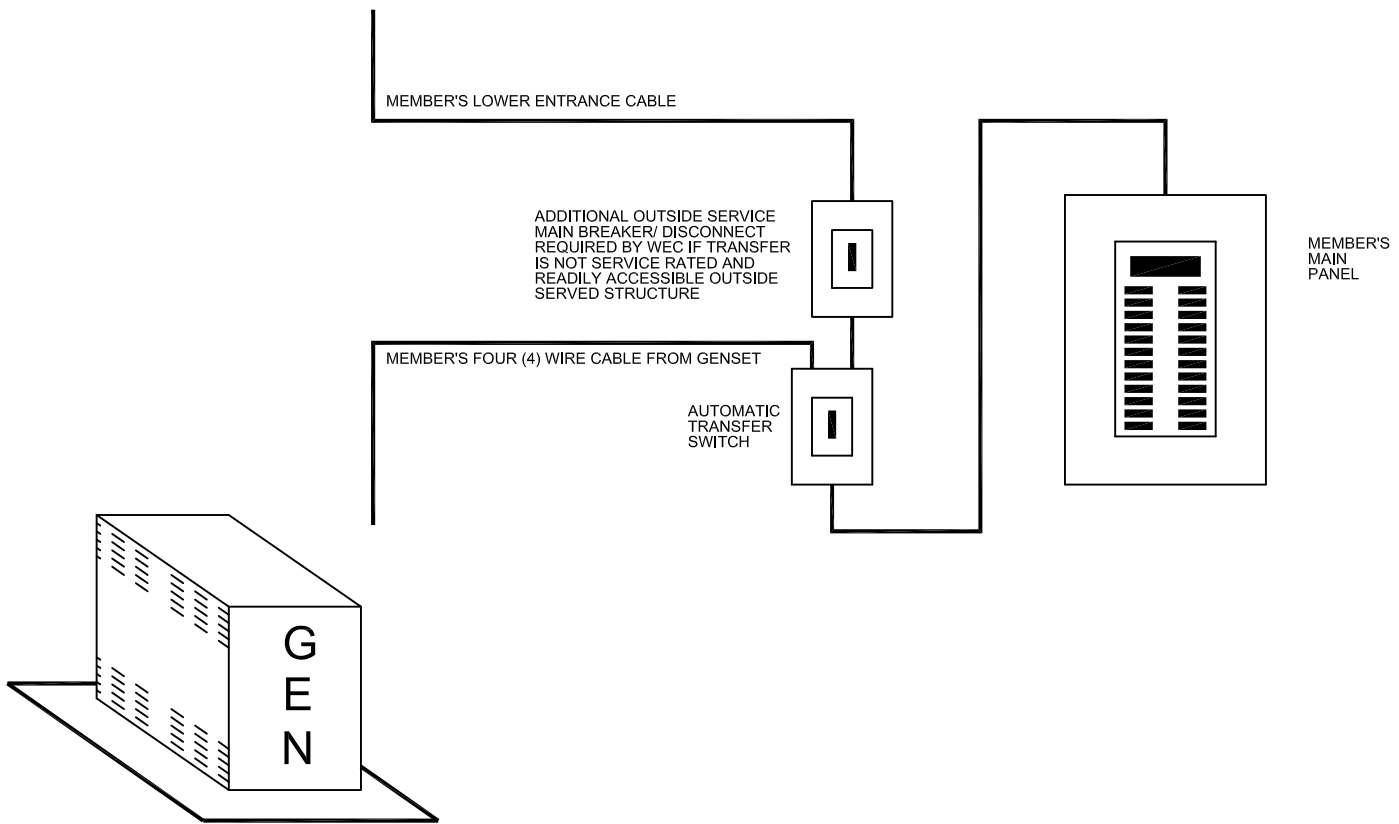 MEMBER'S LOWER ENTRANCE CABLE
ADDITIONAL OUTSIDE SERVICE
MAIN BREAKER/ DISCONNECT
REQUIRED BY WEC IF TRANSFER
IS NOT SERVICE RATED AND
READILY ACCESSIBLE OUTSIDE
SERVED STRUCTURE
MEMBER'S
MAIN
PANEL
MEMBER'S FOUR (4) WIRE CABLE FROM GENSET
AUTOMATIC
TRANSFER
SWITCH
G
E
N